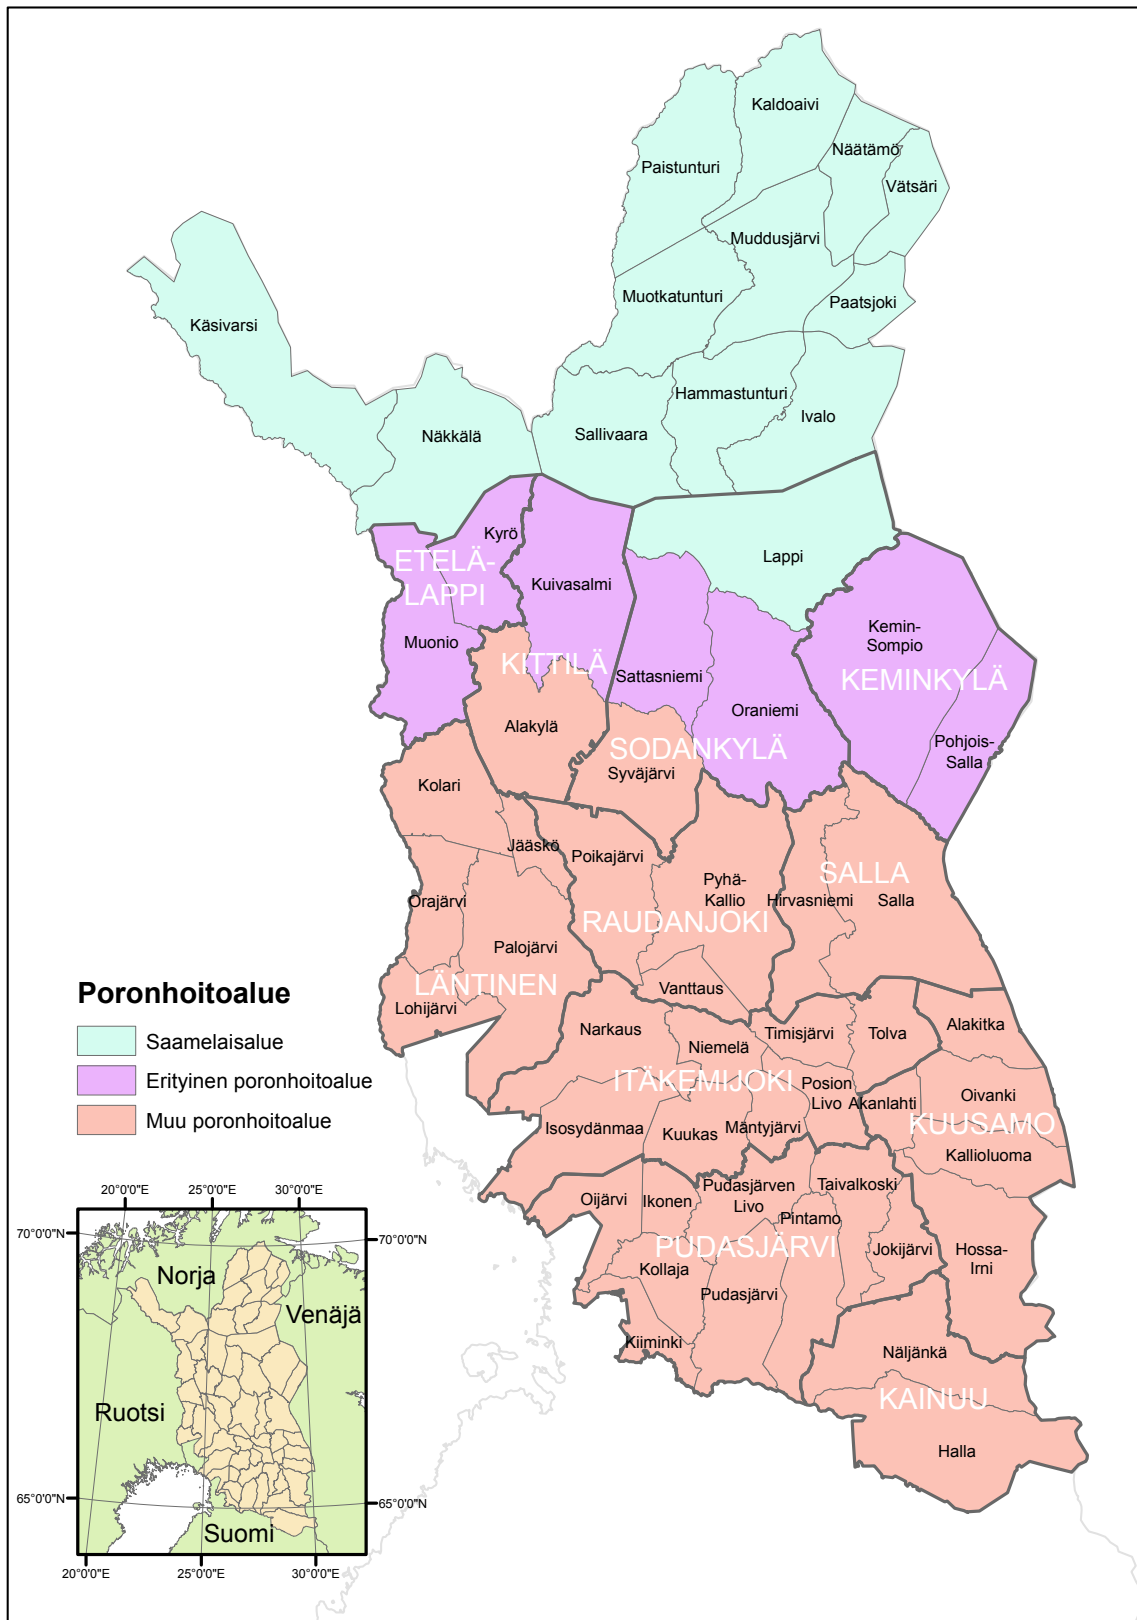 Kaldoaivi
Näätämö
Paistunturi
Vätsäri
Muddusjärvi
Muotkatunturi
Paatsjoki
Käsivarsi
Hammastunturi
Ivalo
Näkkälä
Sallivaara
Kyrö
Lappi
ETELÄ-
LAPPI
Kuivasalmi
Kemin-
Sompio
Muonio
KITTILÄ
Sattasniemi
KEMINKYLÄ
Oraniemi
Alakylä
Pohjois-
Salla
SODANKYLÄ
Syväjärvi
Kolari
Jääskö
Poikajärvi
Pyhä-
Kallio
SALLA
Hirvasniemi
Salla
Orajärvi
RAUDANJOKI
Palojärvi
LÄNTINEN
Vanttaus
Lohijärvi
Narkaus
Timisjärvi
Tolva
Alakitka
Niemelä
ITÄKEMIJOKI
Posion
Livo
Akanlahti
Oivanki
KUUSAMO
Isosydänmaa
Kuukas
Mäntyjärvi
Kallioluoma
Oijärvi
Ikonen
Pudasjärven
Livo
Taivalkoski
Pintamo
PUDASJÄRVI
Jokijärvi
Hossa-
Irni
Kollaja
Pudasjärvi
Kiiminki
Näljänkä
KAINUU
Halla
Poronhoitoalue
Saamelaisalue
Erityinen poronhoitoalue
Muu poronhoitoalue
20°0'0"E
25°0'0"E
30°0'0"E
70°0'0"N
70°0'0"N
Norja
Venäjä
Ruotsi
65°0'0"N
65°0'0"N
Suomi
20°0'0"E
25°0'0"E
30°0'0"E